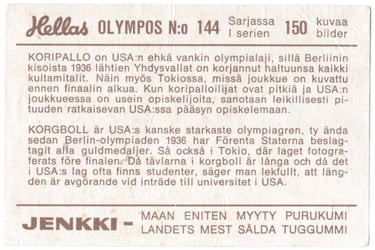 Hellas OLYMPOS N:o 144 Sarjassa 150 kuvaa
I serien bilder
KORIPALLO on USA:n ehkä vankin olympialaji, sillä Berliinin
kisoista 1936 lähtien Yhdysvallat on korjannut haltuunsa kaikki
kultamitalit. Näin myös Tokiossa, missä joukkue on kuvattu
ennen finaalin alkua. Kun koripalloilijat ovat pitkiä ja USA:n
joukkueessa on usein opiskelijoita, sanotaan leikillisesti pi-
tuuden ratkaisevan USA:ssa pääsyn opiskelemaan.
KORGBOLL är USA:s kanske starkaste olympiagren, ty ända
sedan Berlin-olympiaden 1936 har Förenta Staterna beslag-
tagit alla guldmedaljer. Så också i Tokio, där laget fotografe-
rats före finalen. Då tävlarna i korgboll är långa och då det
i USA:s lag ofta finns studenter, säger man lekfullt, att läng-
den är avgörande vid inträde till universitet i USA.
JENKKI - MAAN ENITEN MYYTY PURUKUMI
LANDETS MEST SÅLDA TUGGUMMI